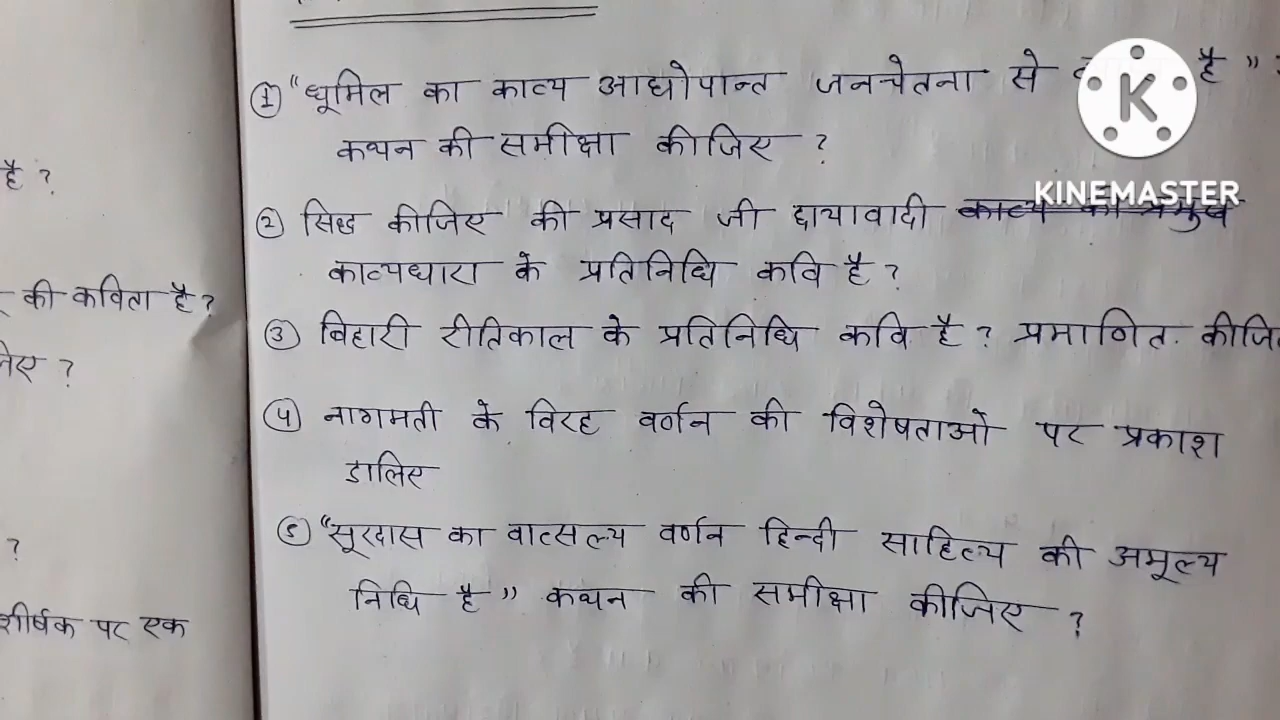 ① "धूमिल का काव्य आद्योपान्त जनचेतना से है"
कथन की समीक्षा कीजिए ?
KINEMASTER
है ?
② सिद्ध कीजिए की प्रसाद जी छायावादी काव्य का प्रमुख
काव्यधारा के प्रतिनिधि कवि है ?
की कविता है ?
③ बिहारी रीतिकाल के प्रतिनिधि कवि है ? प्रमाणित कीजि
जिए ?
④ नागमती के विरह वर्णन की विशेषताओं पर प्रकाश
डालिए
⑤ "सूरदास का वात्सल्य वर्णन हिन्दी साहित्य की अमूल्य
?
निधि है" कथन की समीक्षा कीजिए ?
शीर्षक पर एक